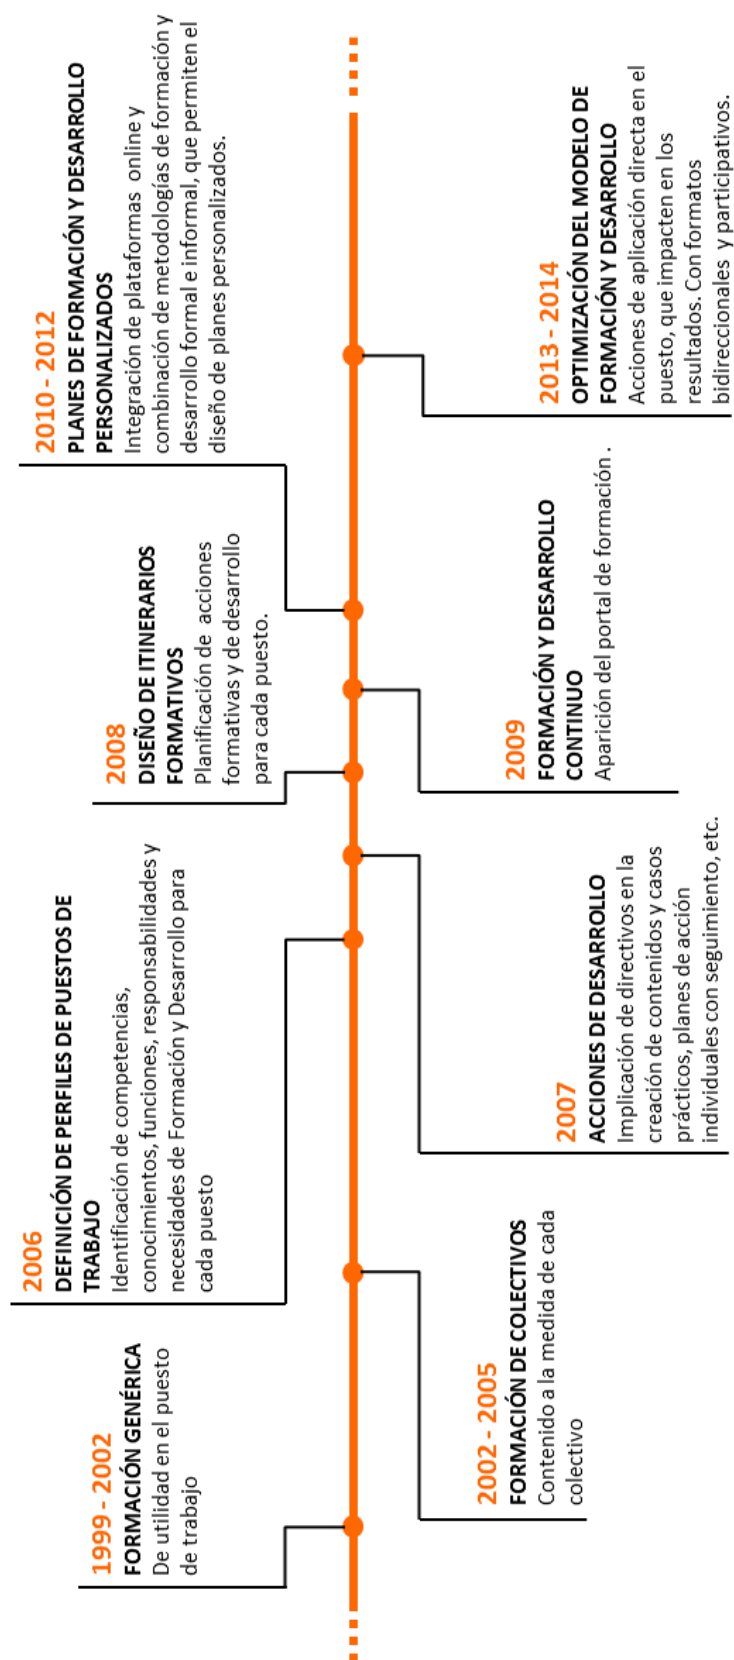 1999 - 2002
FORMACIÓN GENÉRICA
De utilidad en el puesto
de trabajo
2002 - 2005
FORMACIÓN DE COLECTIVOS
Contenido a la medida de cada
colectivo
2006
DEFINICIÓN DE PERFILES DE PUESTOS DE
TRABAJO
Identificación de competencias,
conocimientos, funciones, responsabilidades y
necesidades de Formación y Desarrollo para
cada puesto
2007
ACCIONES DE DESARROLLO
Implicación de directivos en la
creación de contenidos y casos
prácticos, planes de acción
individuales con seguimiento, etc.
2008
DISEÑO DE ITINERARIOS
FORMATIVOS
Planificación de acciones
formativas y de desarrollo
para cada puesto.
2009
FORMACIÓN Y DESARROLLO
CONTINUO
Aparición del portal de formación .
2010 - 2012
PLANES DE FORMACIÓN Y DESARROLLO
PERSONALIZADOS
Integración de plataformas online y
combinación de metodologías de formación y
desarrollo formal e informal, que permiten el
diseño de planes personalizados.
2013 - 2014
OPTIMIZACIÓN DEL MODELO DE
FORMACIÓN Y DESARROLLO
Acciones de aplicación directa en el
puesto, que impacten en los
resultados. Con formatos
bidireccionales y participativos.